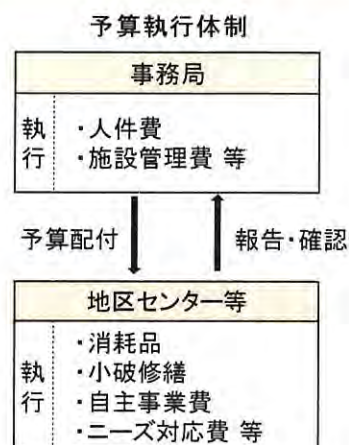 予算執行体制
事務局
執行
・人件費
・施設管理費 等
予算配付
報告・確認
地区センター等
執行
・消耗品
・小破修繕
・自主事業費
・ニーズ対応費 等